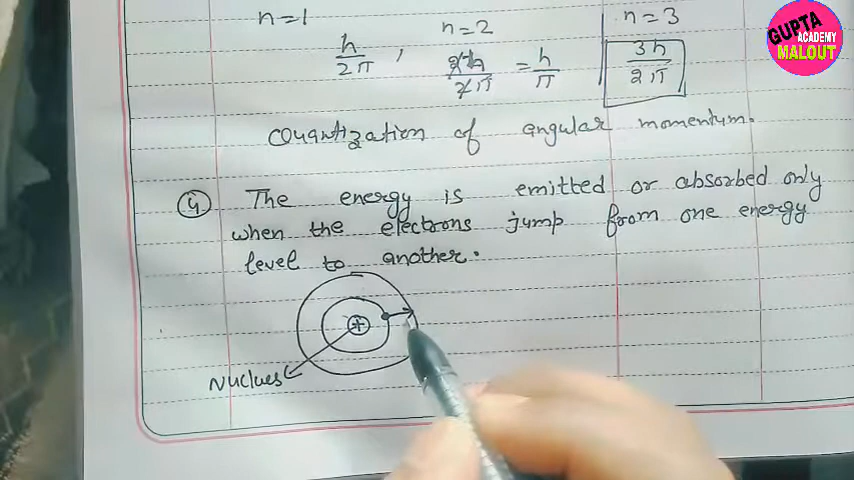 n=1 n=2 n=3
h/2π , 2h/2π = h/π 3h/2π
Quantization of angular momentum.
4 The energy is emitted or absorbed only
when the electrons jump from one energy
level to another.
+
Nuclues
GUPTA
ACADEMY
MALOUT